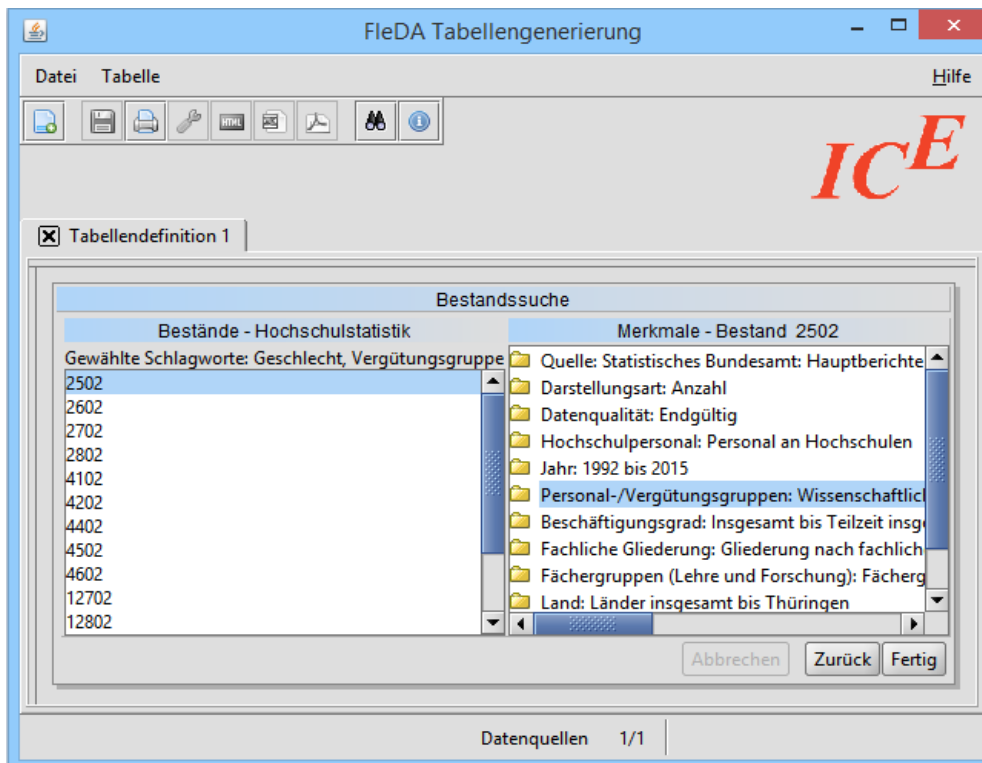 FleDA Tabellengenerierung
Datei Tabelle Hilfe
HTML
ICE
Tabellendefinition 1
Bestandssuche
Bestände - Hochschulstatistik
Gewählte Schlagworte: Geschlecht, Vergütungsgruppe
2502
2602
2702
2802
4102
4202
4402
4502
4602
12702
12802
Merkmale - Bestand 2502
Quelle: Statistisches Bundesamt: Hauptberichte
Darstellungsart: Anzahl
Datenqualität: Endgültig
Hochschulpersonal: Personal an Hochschulen
Jahr: 1992 bis 2015
Personal-/Vergütungsgruppen: Wissenschaftlic
Beschäftigungsgrad: Insgesamt bis Teilzeit insg
Fachliche Gliederung: Gliederung nach fachlich
Fächergruppen (Lehre und Forschung): Fächerg
Land: Länder insgesamt bis Thüringen
Abbrechen Zurück Fertig
Datenquellen 1/1